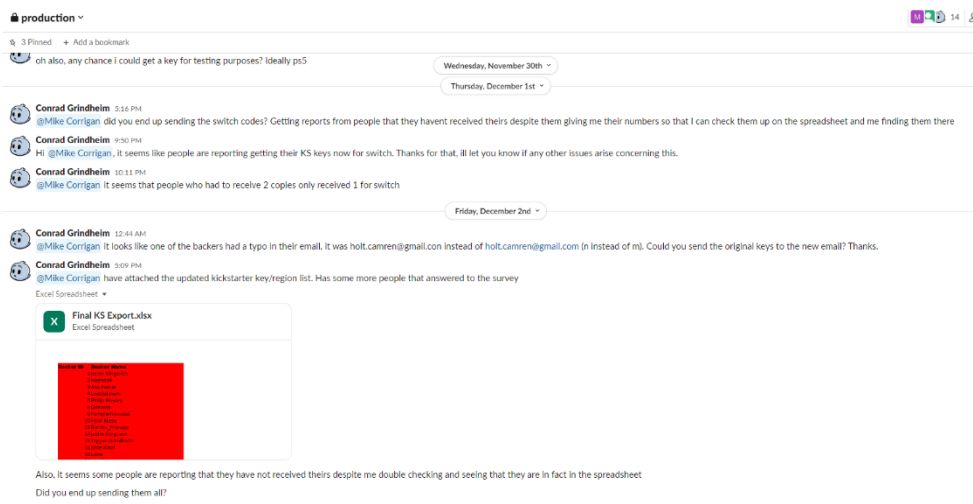 production
M 14
3 Pinned + Add a bookmark
oh also, any chance i could get a key for testing purposes? Ideally ps5
Wednesday, November 30th
Thursday, December 1st
Conrad Grindheim 5:16 PM
@Mike Corrigan did you end up sending the switch codes? Getting reports from people that they havent received theirs despite them giving me their numbers so that I can check them up on the spreadsheet and me finding them there
Conrad Grindheim 9:50 PM
Hi @Mike Corrigan, it seems like people are reporting getting their KS keys now for switch. Thanks for that, ill let you know if any other issues arise concerning this.
Conrad Grindheim 10:11 PM
@Mike Corrigan it seems that people who had to receive 2 copies only received 1 for switch
Friday, December 2nd
Conrad Grindheim 12:44 AM
@Mike Corrigan it looks like one of the backers had a typo in their email. it was holt.camren@gmail.con instead of holt.camren@gmail.com (n instead of m). Could you send the original keys to the new email? Thanks.
Conrad Grindheim 5:09 PM
@Mike Corrigan have attached the updated kickstarter key/region list. Has some more people that answered to the survey
Excel Spreadsheet
X
Final KS Export.xlsx
Excel Spreadsheet
Backer Name
Also, it seems some people are reporting that they have not received theirs despite me double checking and seeing that they are in fact in the spreadsheet
Did you end up sending them all?